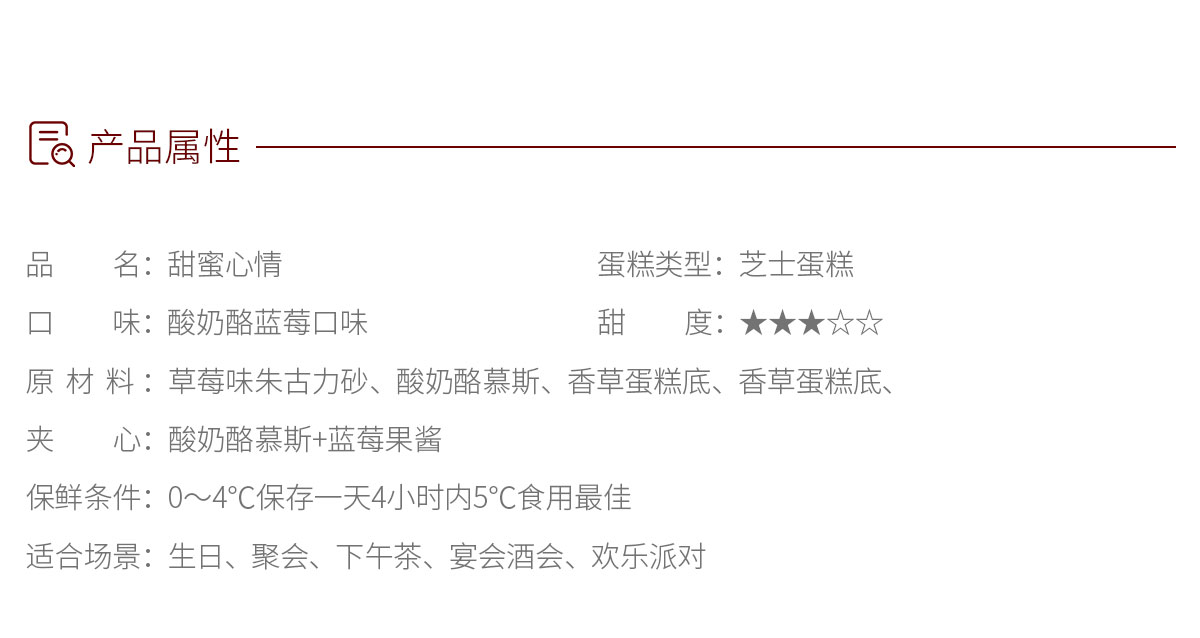 产品属性
品名：甜蜜心情 蛋糕类型：芝士蛋糕
口味：酸奶酪蓝莓口味 甜度：★★★☆☆
原材料：草莓味朱古力砂、酸奶酪慕斯、香草蛋糕底、香草蛋糕底、
夹心：酸奶酪慕斯+蓝莓果酱
保鲜条件：0～4℃保存一天4小时内5℃食用最佳
适合场景：生日、聚会、下午茶、宴会酒会、欢乐派对